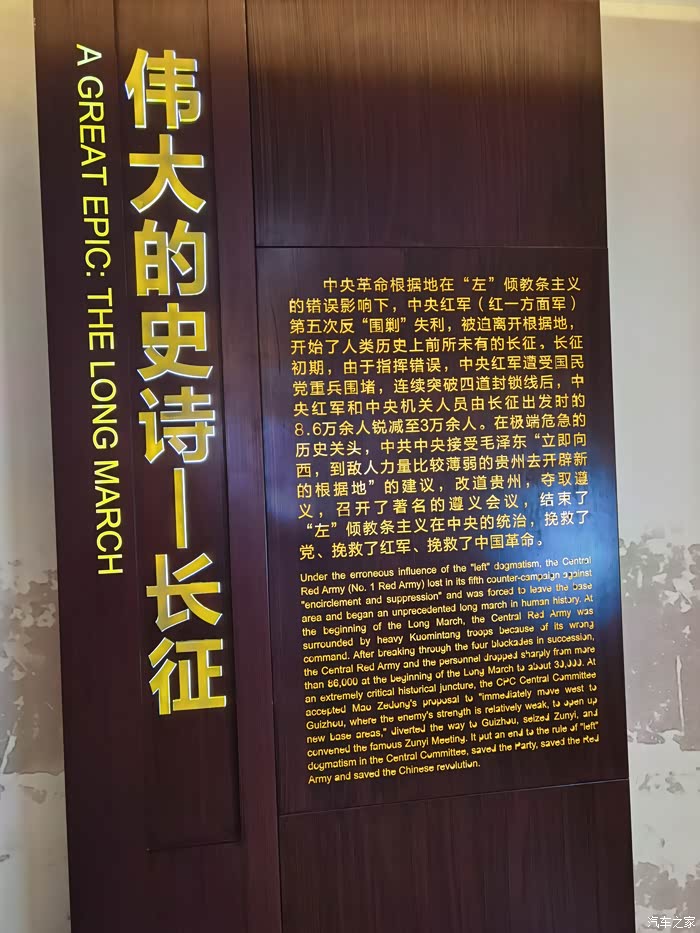 伟大的史诗—长征
A GREAT EPIC: THE LONG MARCH
中央革命根据地在“左”倾教条主义
的错误影响下，中央红军（红一方面军）
第五次反“围剿”失利，被迫离开根据地，
开始了人类历史上前所未有的长征。长征
初期，由于指挥错误，中央红军遭受国民
党重兵围堵，连续突破四道封锁线后，中
央红军和中央机关人员由长征出发时的
8.6万余人锐减至3万余人。在极端危急的
历史关头，中共中央接受毛泽东“立即向
西，到敌人力量比较薄弱的贵州去开辟新
的根据地”的建议，改道贵州，夺取遵
义，召开了著名的遵义会议，结束了
“左”倾教条主义在中央的统治，挽救了
党、挽救了红军、挽救了中国革命。
Under the erroneous influence of the "left" dogmatism, the Central
Red Army (No. 1 Red Army) lost in its fifth counter-campaign against
"encirclement and suppression" and was forced to leave the base
area and began an unprecedented long march in human history. At
the beginning of the Long March, the Central Red Army was
surrounded by heavy Kuomintang troops because of its wrong
command. After breaking through the four blockades in succession,
the Central Red Army and the personnel dropped sharply from more
than 86,000 at the beginning of the Long March to about 30,000. At
an extremely critical historical juncture, the CPC Central Committee
accepted Mao Zedong's proposal to "immediately move west to
Guizhou, where the enemy's strength is relatively weak, to open up
new base areas," diverted the way to Guizhou, seized Zunyi, and
convened the famous Zunyi Meeting. It put an end to the rule of "left"
dogmatism in the Central Committee, saved the Party, saved the Red
Army and saved the Chinese revolution.
汽车之家